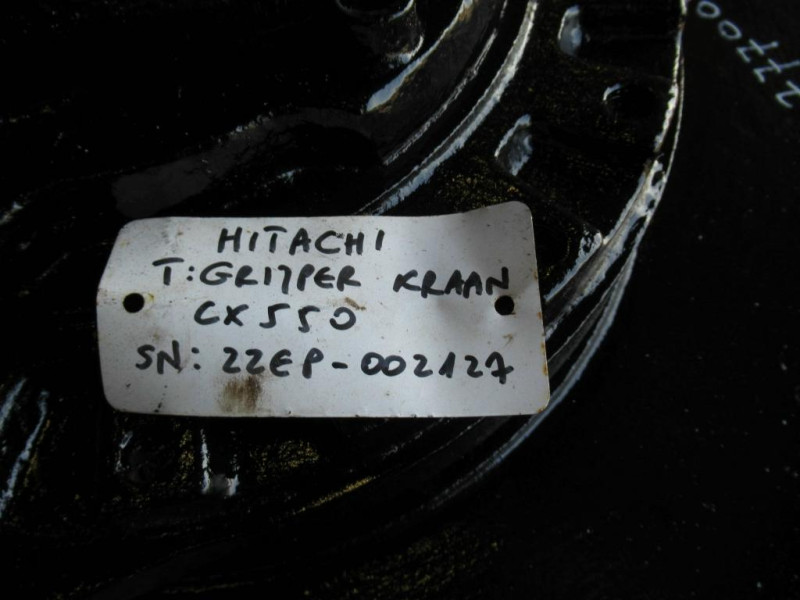 HITACHI
T:GRIJPER KRAAN
CX550
SN: 22EP-002127